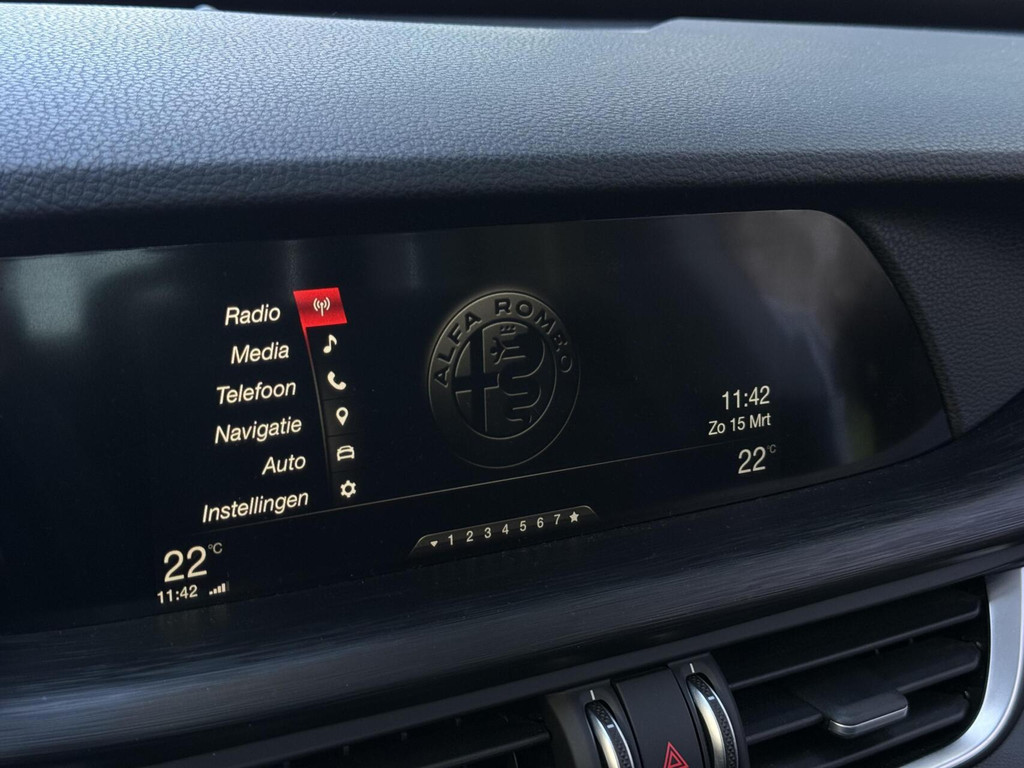 Radio
Media
Telefoon
Navigatie
Auto
Instellingen
22°C
11:42
ALFA ROMEO
11:42
Zo 15 Mrt
22°C
1 2 3 4 5 6 7